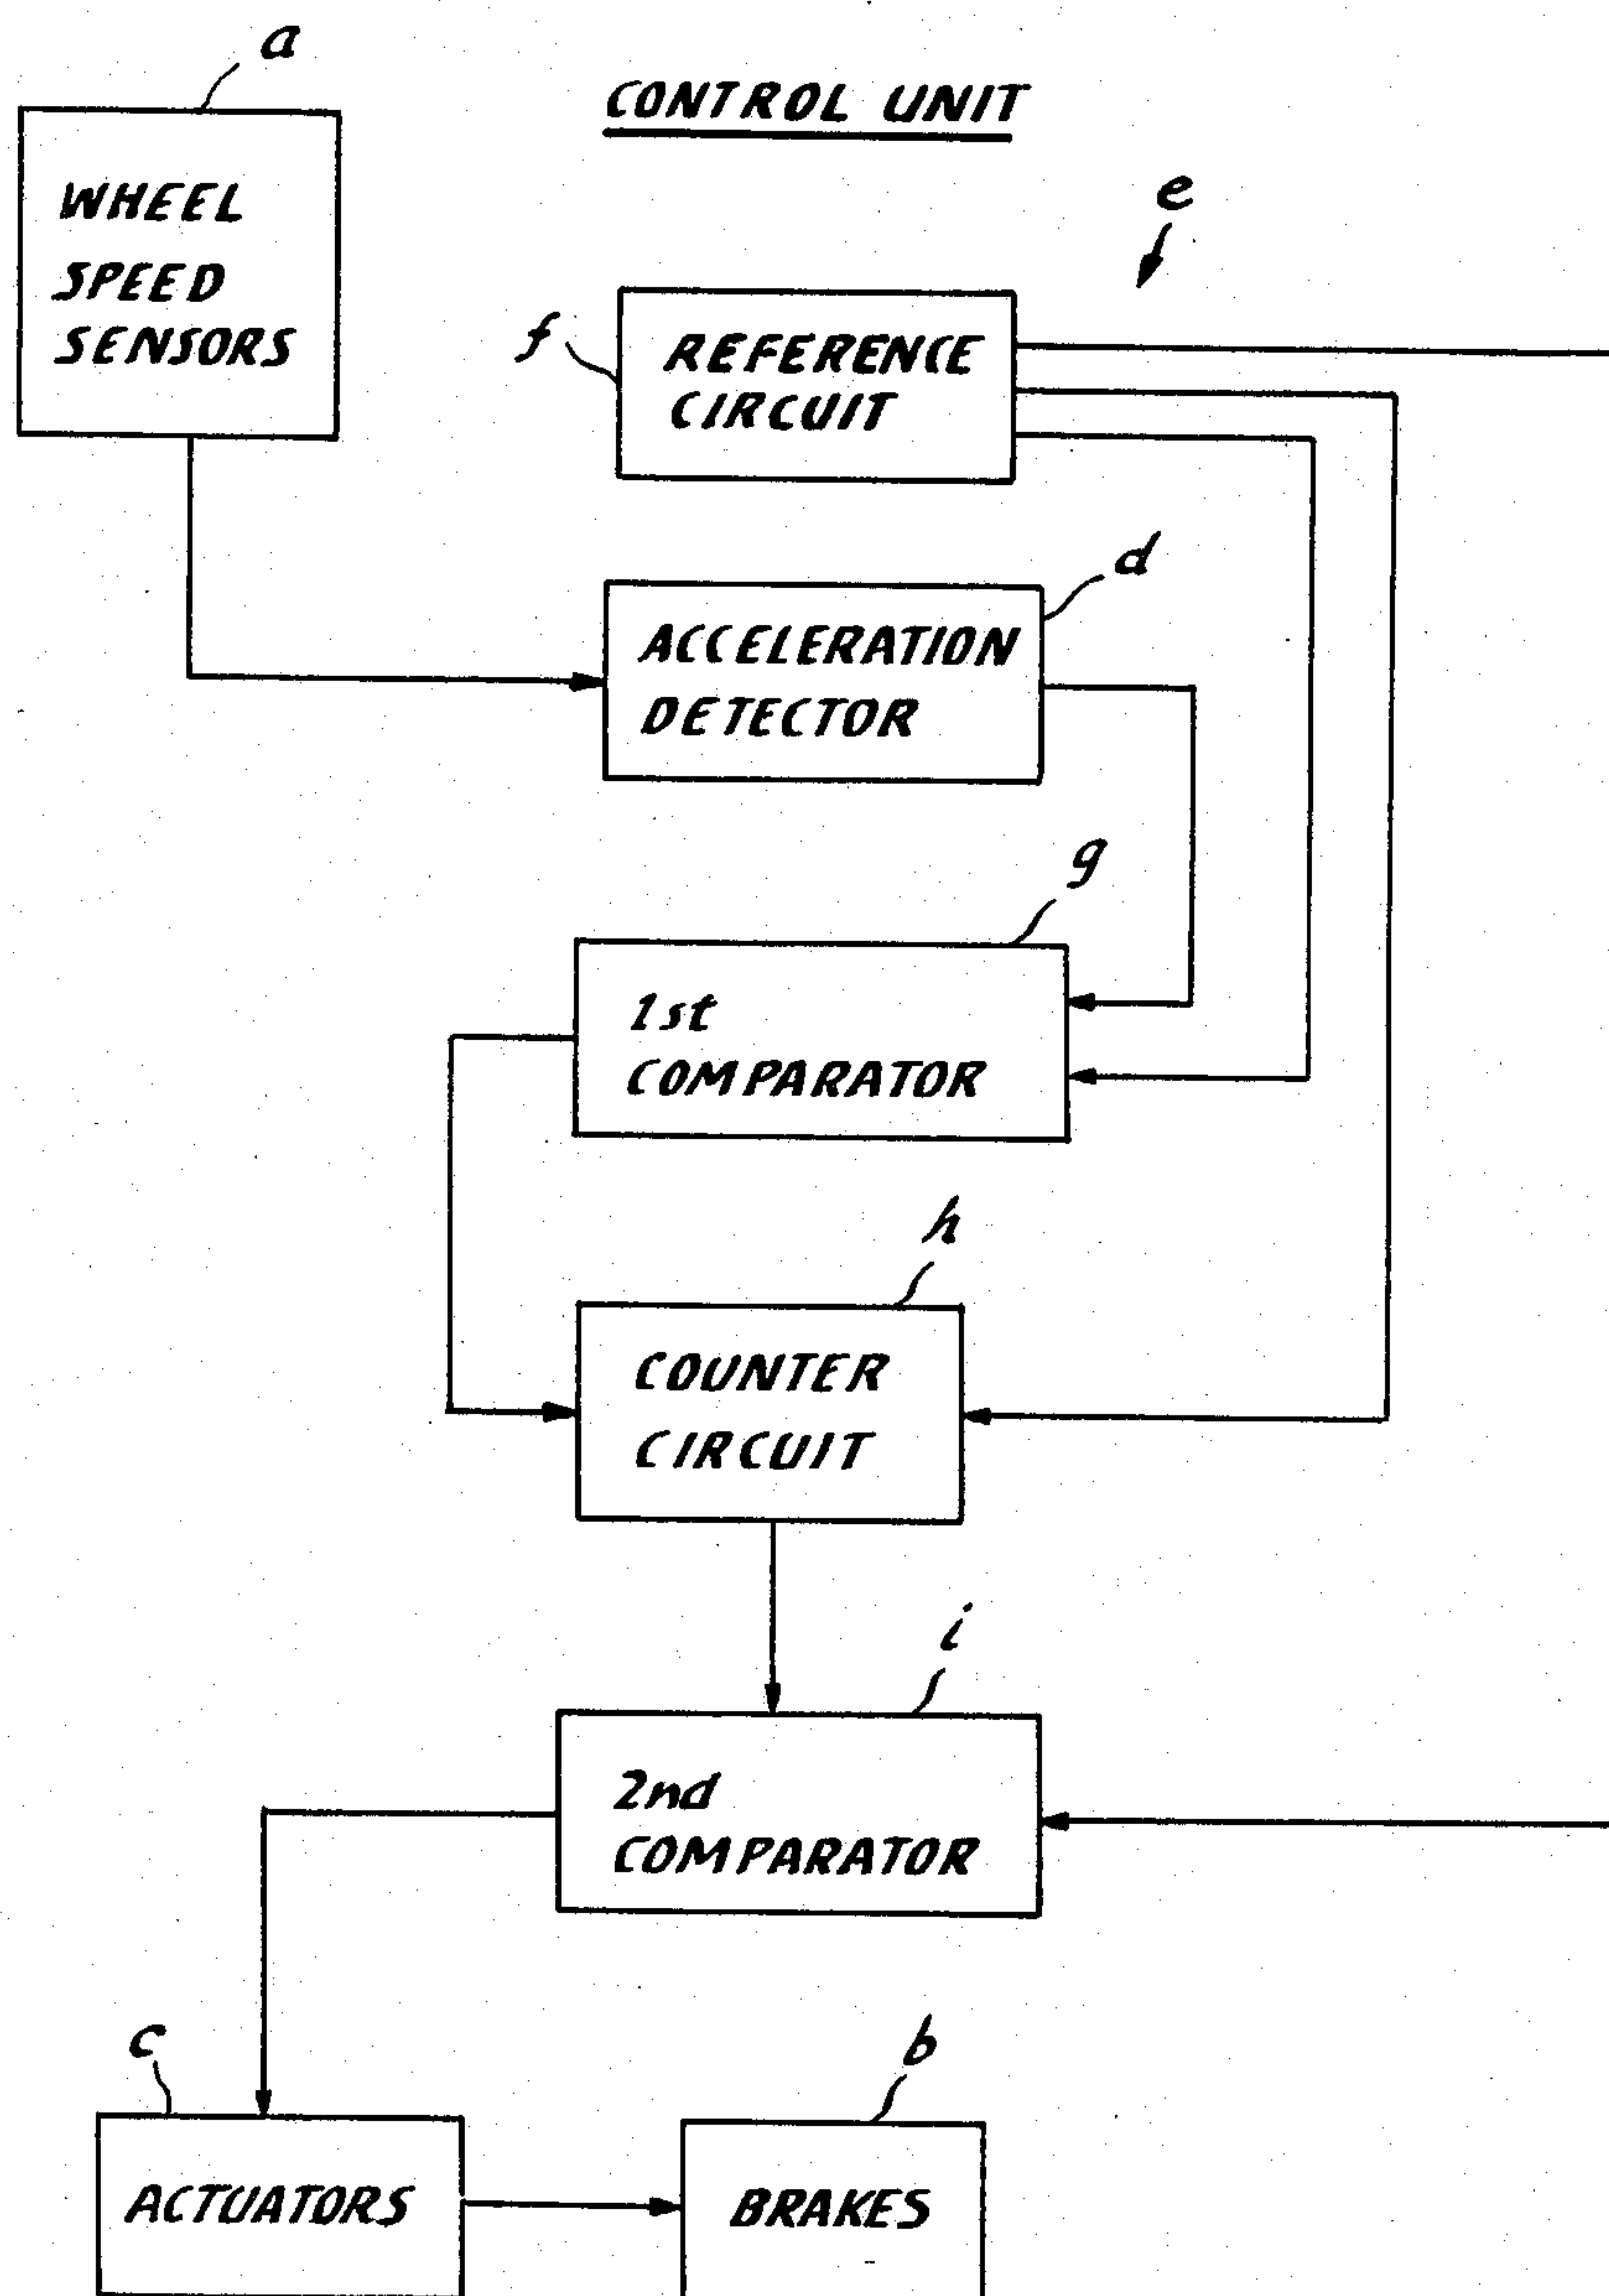 a
CONTROL UNIT
WHEEL
SPEED
SENSORS
e
f
REFERENCE
CIRCUIT
d
ACCELERATION
DETECTOR
g
1st
COMPARATOR
h
COUNTER
CIRCUIT
i
2nd
COMPARATOR
c
b
ACTUATORS
BRAKES